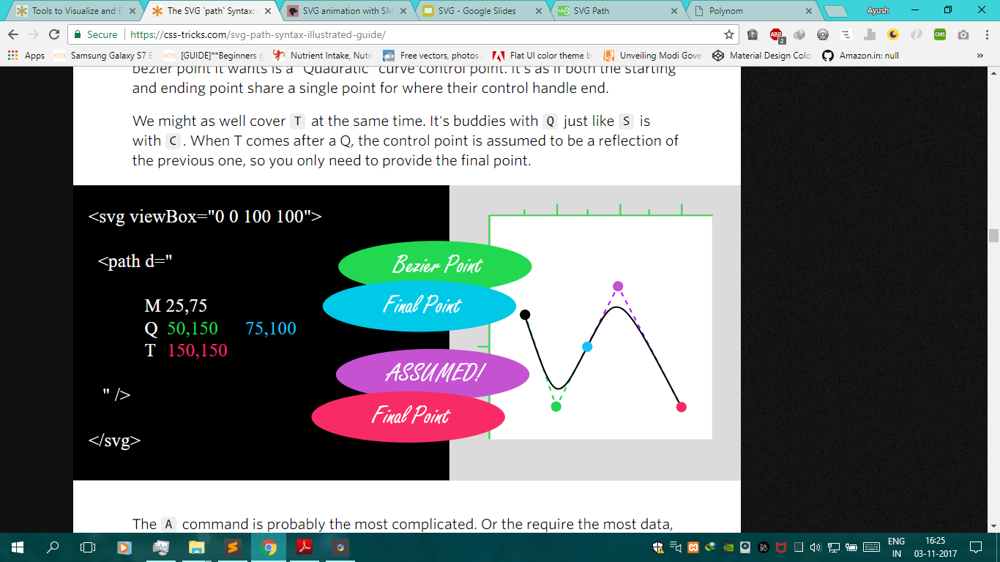 Tools to Visualize and E
The SVG `path` Syntax:
SVG animation with SM
SVG - Google Slides
SVG Path
Polynom
Ayush
Secure
https://css-tricks.com/svg-path-syntax-illustrated-guide/
ABP
2
CORS
Apps
xda
Samsung Galaxy S7 E
xda
[GUIDE]**Beginners g
Nutrient Intake, Nutri
Free vectors, photos
Flat UI color theme b
Unveiling Modi Gove
Material Design Colo
Amazon.in: null
»
bezier point it wants is a "Quadratic" curve control point. It's as if both the starting
and ending point share a single point for where their control handle end.
We might as well cover T at the same time. It's buddies with Q just like S is
with C. When T comes after a Q, the control point is assumed to be a reflection of
the previous one, so you only need to provide the final point.
<svg viewBox="0 0 100 100">
<path d="
M 25,75
Q 50,150 75,100
T 150,150
" />
</svg>
Bezier Point
Final Point
ASSUMED!
Final Point
The A command is probably the most complicated. Or the require the most data,
ENG
IN
16:25
03-11-2017